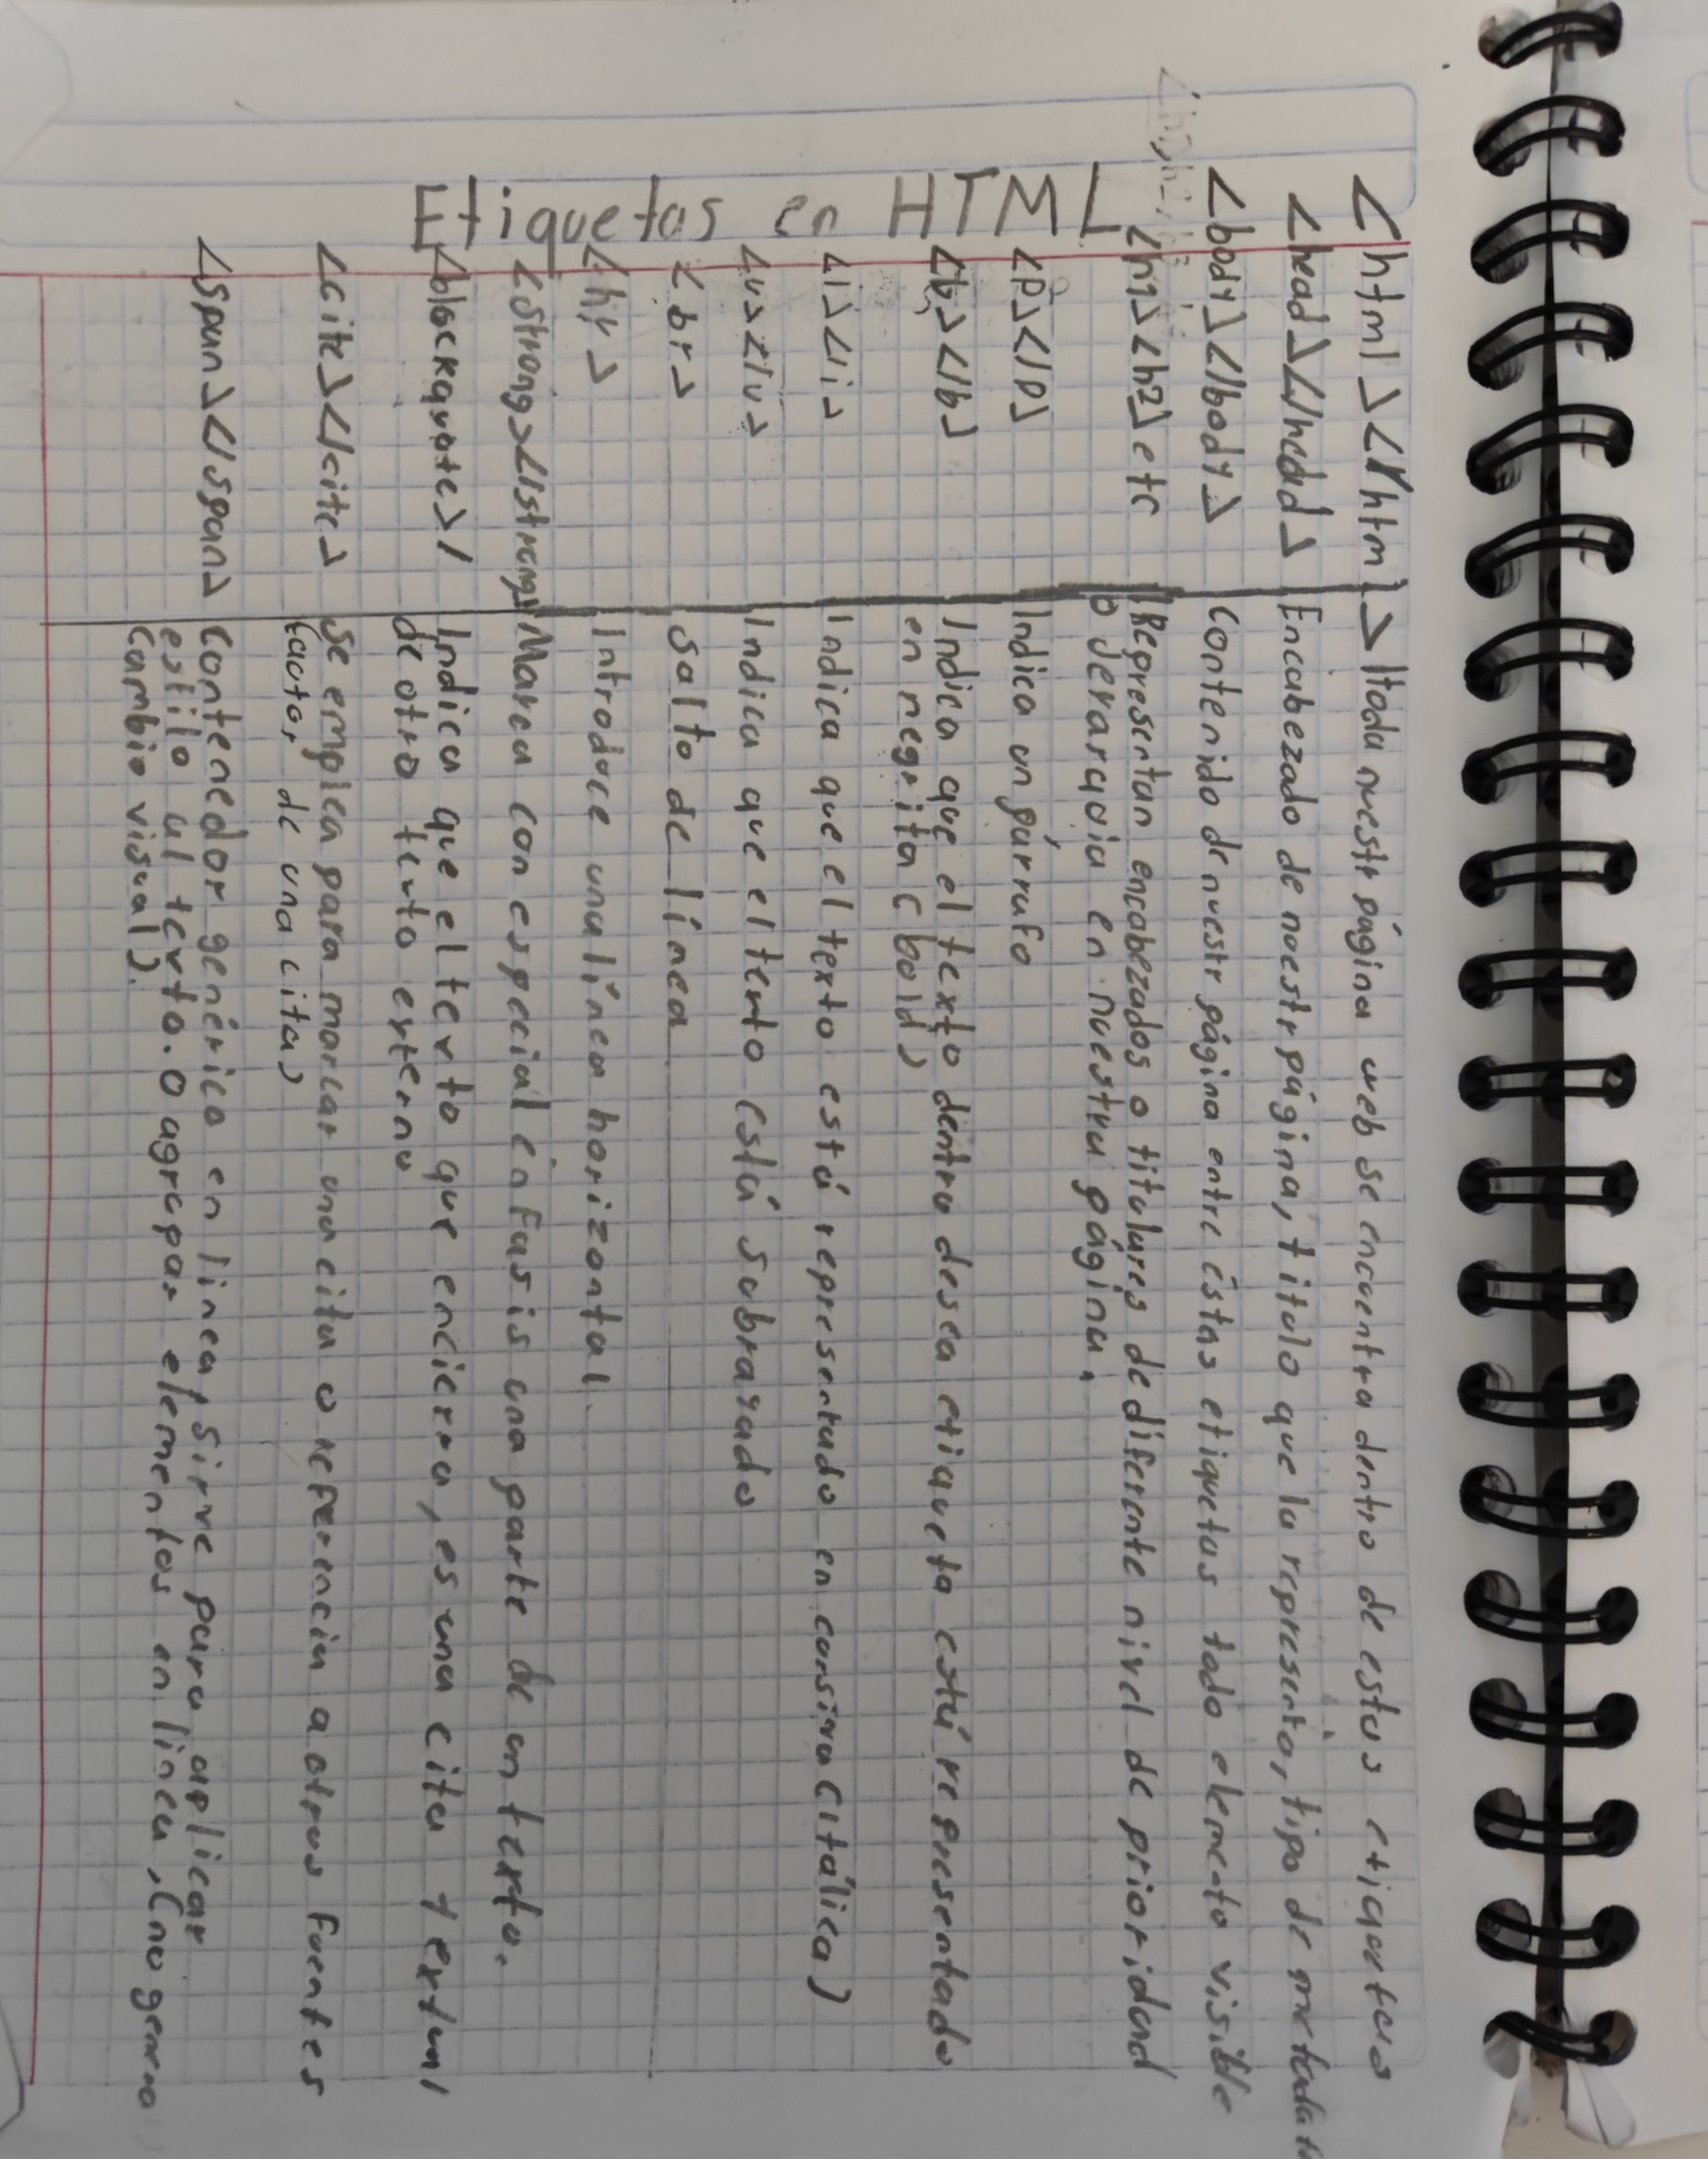 Etiquetas en HTML
<html></html> |toda nuestr página web se encuentra dentro de estas etiquetas
<head></head> Encabezado de nuestr página, titulo que la representa, tipo de metadata
<body></body> Contenido de nuestr página entre éstas etiquetas todo elemento visible
<h1><h2>etc Representan encabezados o titulares de diferente nivel de prioridad
o jerarquia en nuestra página.
<p></p> Indica un párrafo
<b></b> Indica que el texto dentro desea etiqueta está representado
en negrita (bold)
<i></i> Indica que el texto está representado en cursiva (itálica)
<u></u> Indica que el texto está subrayado
<br> Salto de línea
<hr> Introduce una línea horizontal.
<strong></strong> Marca con especial énfasis una parte de un texto.
<blockquote>/ Indica que el texto que encierra, es una cita textual
de otro texto externo
<cite></cite> Se emplea para marcar una cita o referencia a otras fuentes
(autor de una cita)
<span></span> contenedor genérico en linea, sirve para aplicar
estilo al texto. O agrupar elementos en linea, (no genera
cambio visual).